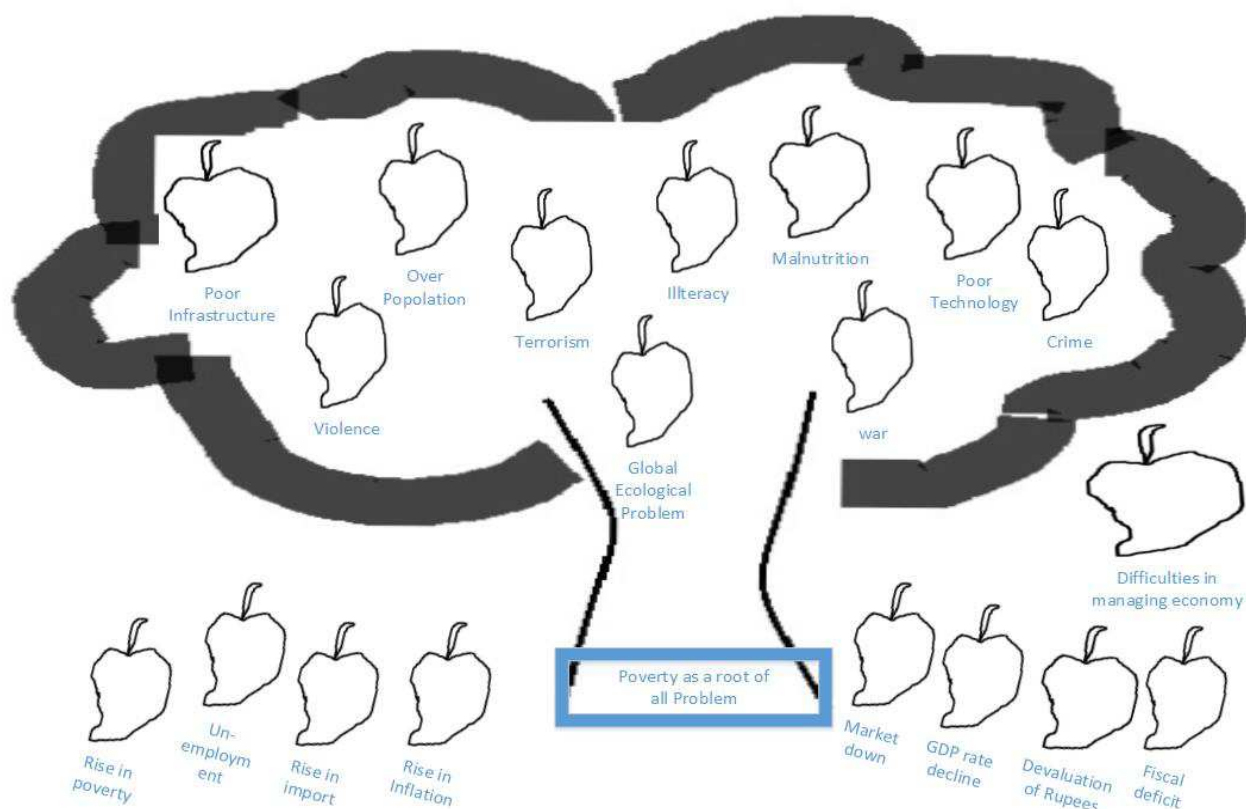 Poor
Infrastructure
Over
Popolation
Terrorism
Illteracy
Malnutrition
Poor
Technology
Crime
Violence
war
Global
Ecological
Problem
Difficulties in
managing economy
Poverty as a root of
all Problem
Rise in
poverty
Un-
employm
ent
Rise in
import
Rise in
Inflation
Market
down
GDP rate
decline
Devaluation
of Rupees
Fiscal
deficit